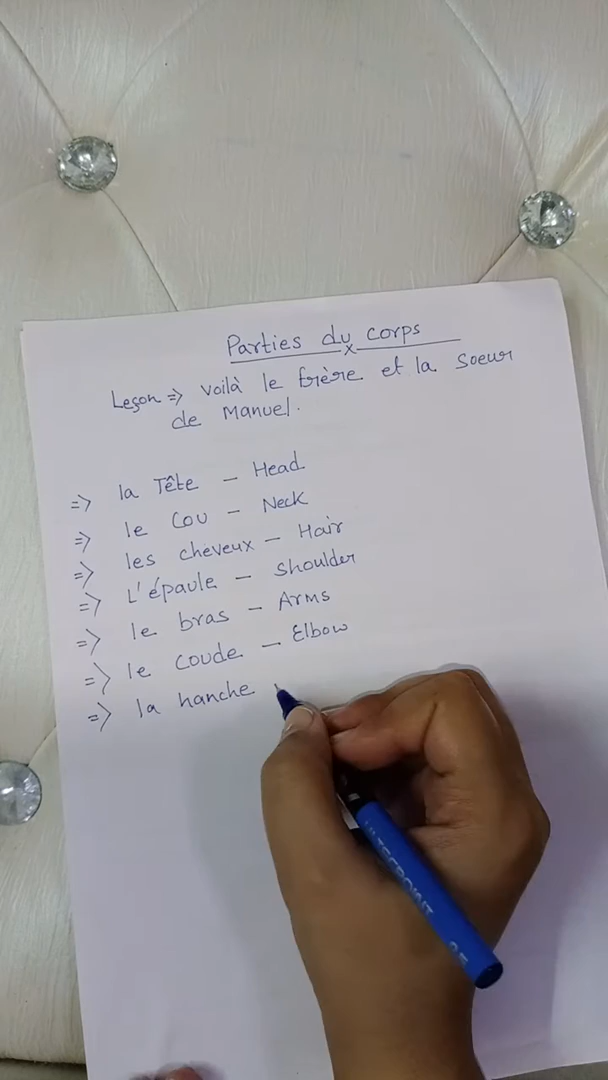 Parties du corps
x
Leçon => Voilà le frère et la soeur
de Manuel.
=> la Tête - Head
=> le Cou - Neck
=> les cheveux - Hair
=> L'épaule - Shoulder
=> le bras - Arms
=> le Coude - Elbow
=> la hanche